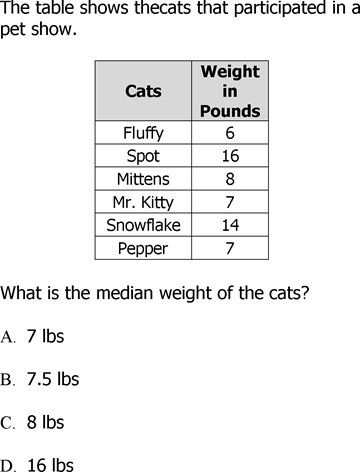 The table shows thecats that participated in a
pet show.
Cats Weight in Pounds
Fluffy 6
Spot 16
Mittens 8
Mr. Kitty 7
Snowflake 14
Pepper 7
What is the median weight of the cats?
A. 7 lbs
B. 7.5 lbs
C. 8 lbs
D. 16 lbs